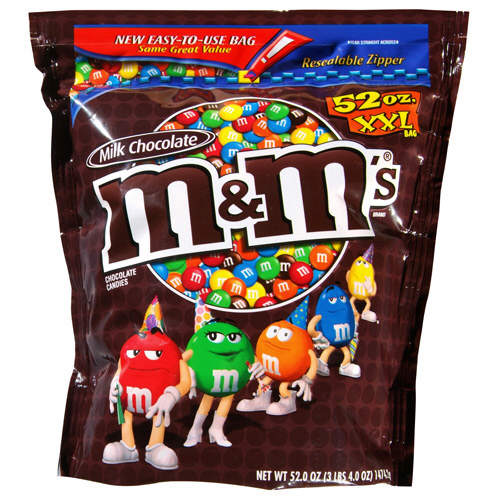 NEW EASY-TO-USE BAG
Same Great Value
Resealable Zipper
52 oz.
XXL
BAG
Milk Chocolate
m&m's®
BRAND
CHOCOLATE
CANDIES
m
m
m
m
m
NET WT 52.0 OZ (3 LBS 4.0 OZ)